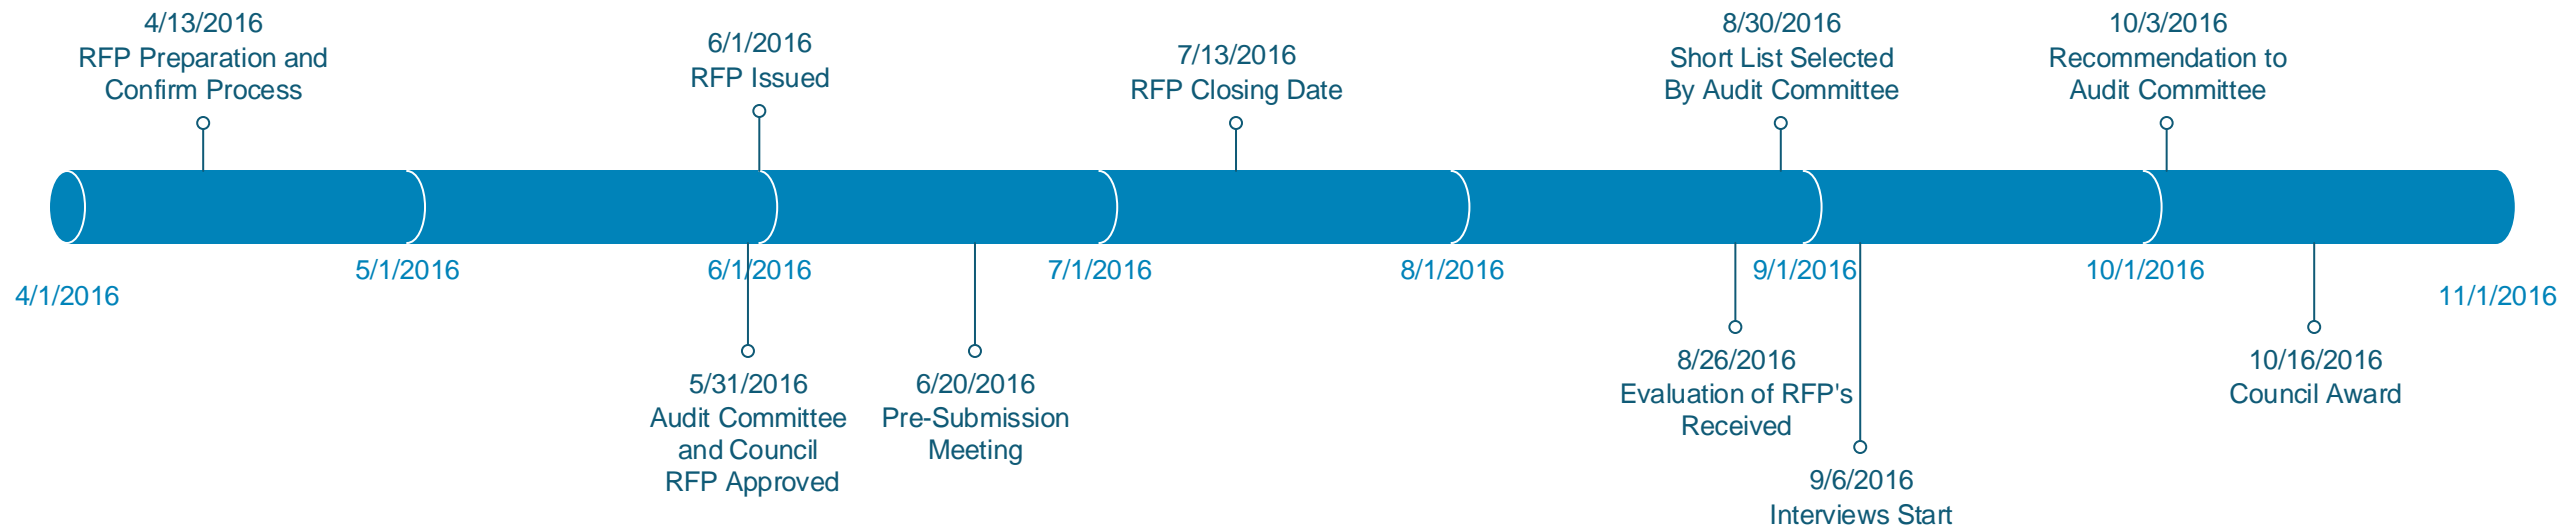 4/13/2016
RFP Preparation and
Confirm Process
6/1/2016
RFP Issued
7/13/2016
RFP Closing Date
8/30/2016
Short List Selected
By Audit Committee
10/3/2016
Recommendation to
Audit Committee
4/1/2016
5/1/2016
6/1/2016
7/1/2016
8/1/2016
9/1/2016
10/1/2016
11/1/2016
5/31/2016
Audit Committee
and Council
RFP Approved
6/20/2016
Pre-Submission
Meeting
8/26/2016
Evaluation of RFP's
Received
9/6/2016
Interviews Start
10/16/2016
Council Award